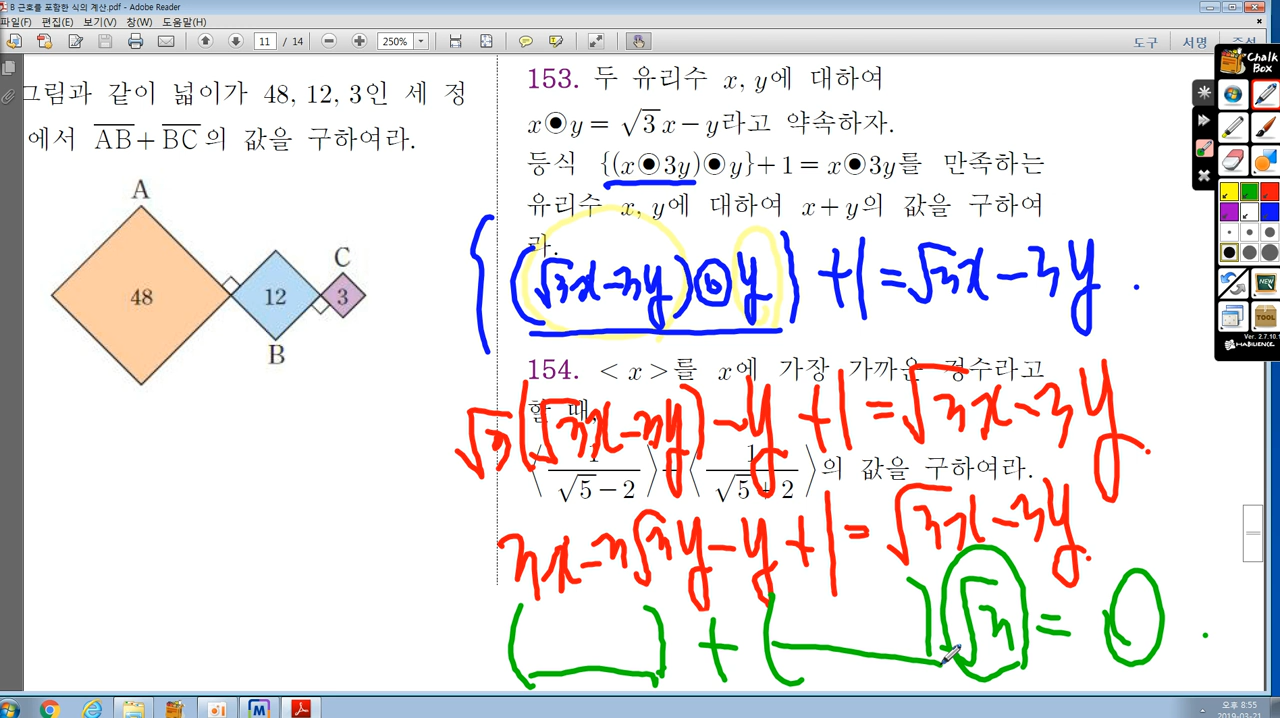 B 근호를 포함한 식의 계산.pdf - Adobe Reader
파일(F) 편집(E) 보기(V) 창(W) 도움말(H)
11 / 14 250% 도구 서명 주석
그림과 같이 넓이가 48, 12, 3인 세 정
에서 AB + BC의 값을 구하여라.
A
48
12
B
C
3
153. 두 유리수 x, y에 대하여
x⊙y = √3 x − y라고 약속하자.
등식 {(x⊙3y)⊙y}+1 = x⊙3y를 만족하는
유리수 x, y에 대하여 x+y의 값을 구하여
라.
{(√3x−3y)⊙y}+1=√3x−3y.
154. < x >를 x에 가장 가까운 정수라고
할 때,
√3(√3x−3y)−y+1=√3x−3y.
⟨1/(√5−2)⟩ + ⟨1/(√5+2)⟩의 값을 구하여라.
3x−3√3y−y+1=√3x−3y.
( ) + ( )√3 = 0.
Chalk Box
NEW
TOOL
Ver. 2.7.10.1
HABILIENCE
오후 8:55
2019-03-21